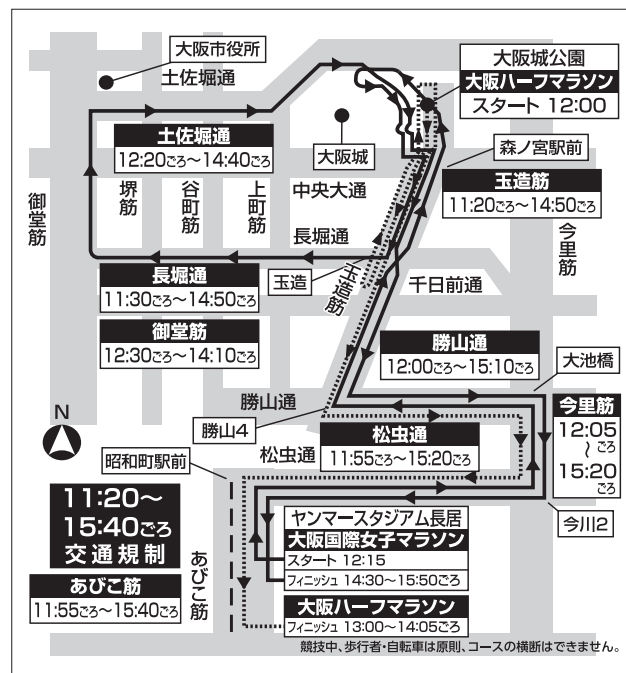 大阪市役所
土佐堀通
大阪城公園
大阪ハーフマラソン
スタート 12:00
土佐堀通
12:20ごろ〜14:40ごろ
大阪城
森ノ宮駅前
御堂筋
堺筋
谷町筋
上町筋
中央大通
玉造筋
11:20ごろ〜14:50ごろ
長堀通
今里筋
玉造
玉造筋
千日前通
長堀通
11:30ごろ〜14:50ごろ
御堂筋
12:30ごろ〜14:10ごろ
勝山通
12:00ごろ〜15:10ごろ
大池橋
勝山通
N
勝山4
今里筋
12:05ごろ
〜
15:20ごろ
松虫通
松虫通
11:55ごろ〜15:20ごろ
昭和町駅前
11:20〜
15:40ごろ
交通規制
今川2
ヤンマースタジアム長居
大阪国際女子マラソン
スタート 12:15
フィニッシュ 14:30〜15:50ごろ
あびこ筋
あびこ筋
11:55ごろ〜15:40ごろ
大阪ハーフマラソン
フィニッシュ 13:00〜14:05ごろ
競技中、歩行者・自転車は原則、コースの横断はできません。